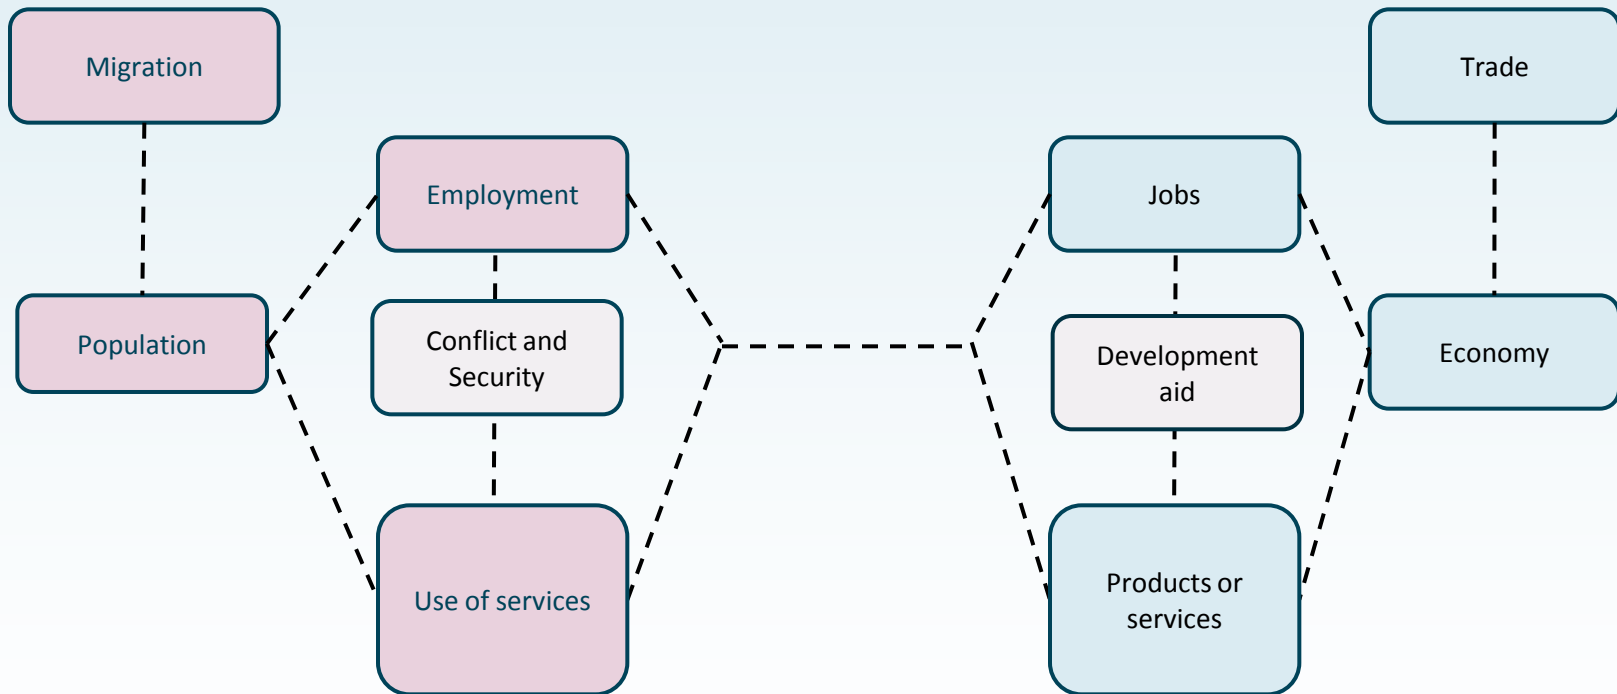 Migration
Trade
Employment
Jobs
Population
Conflict and
Security
Development
aid
Economy
Use of services
Products or
services